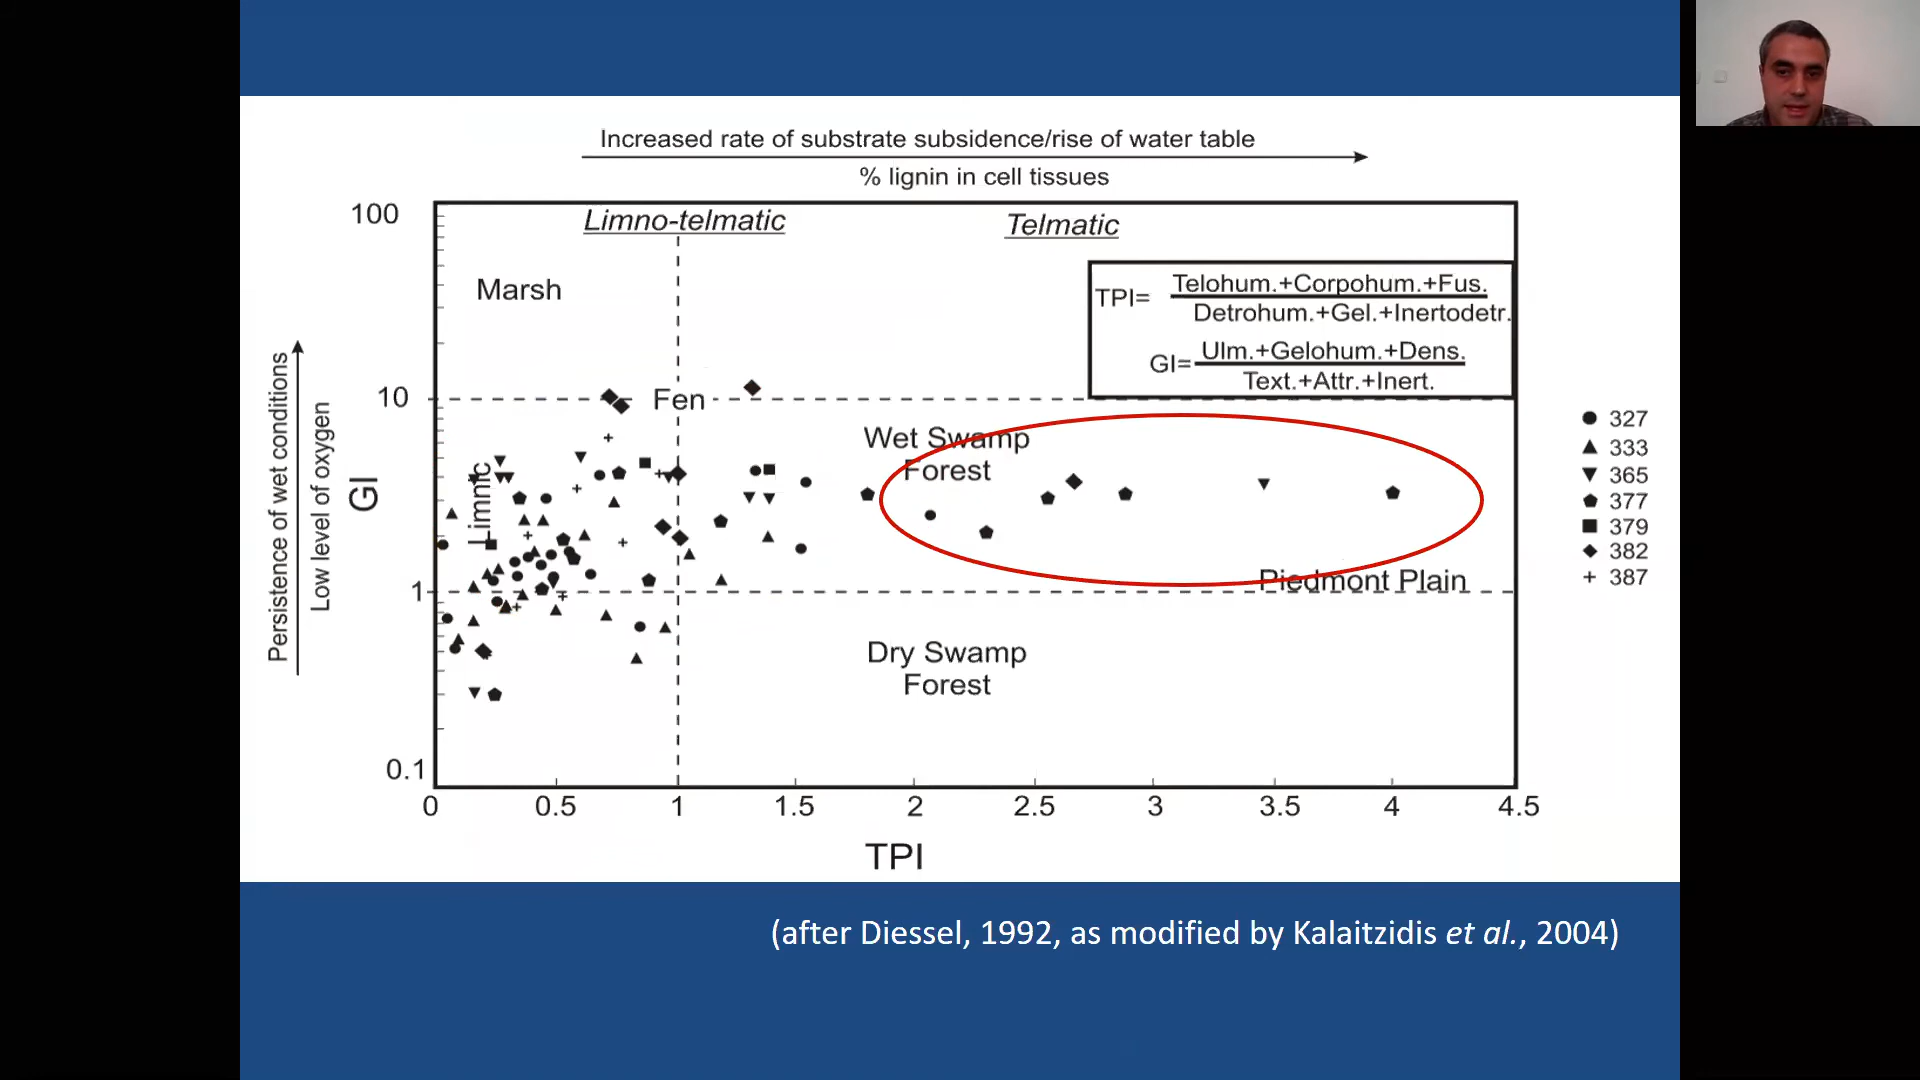 Increased rate of substrate subsidence/rise of water table
% lignin in cell tissues
100
Limno-telmatic
Telmatic
Marsh
TPI=
Telohum.+Corpohum.+Fus.
Detrohum.+Gel.+Inertodetr.
GI=
Ulm.+Gelohum.+Dens.
Text.+Attr.+Inert.
Persistence of wet conditions
Low level of oxygen
GI
10
Fen
Wet Swamp
Forest
Limnic
Piedmont Plain
1
Dry Swamp
Forest
0.1
0 0.5 1 1.5 2 2.5 3 3.5 4 4.5
TPI
327
333
365
377
379
382
387
(after Diessel, 1992, as modified by Kalaitzidis et al., 2004)